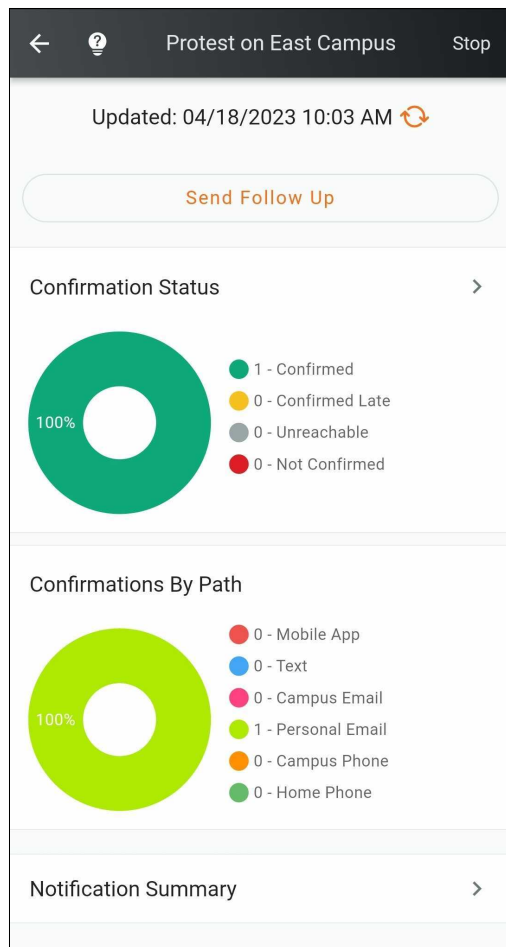 Protest on East Campus Stop
Updated: 04/18/2023 10:03 AM
Send Follow Up
Confirmation Status
100%
1 - Confirmed
0 - Confirmed Late
0 - Unreachable
0 - Not Confirmed
Confirmations By Path
100%
0 - Mobile App
0 - Text
0 - Campus Email
1 - Personal Email
0 - Campus Phone
0 - Home Phone
Notification Summary